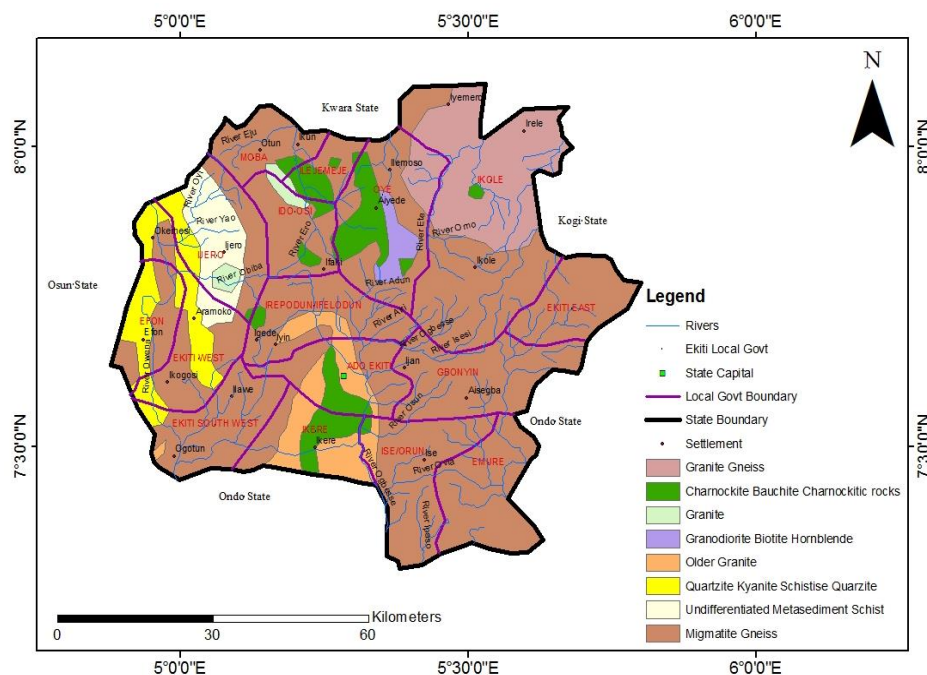 5°0'0"E 5°30'0"E 6°0'0"E
N
8°0'0"N
7°30'0"N
8°0'0"N
7°30'0"N
Kwara State
Iyemero
Irele
River Eju
Ikun
Otun
MOBA
ILEJEMEJE
Ilemoso
IKOLE
OYE
Aiyede
River Oyi
IDO-OSI
River Yao
River Ero
River Ele
River Omo
Kogi State
Okemesi
Ijero
IJERO
Ifaki
Ikole
River Obiba
River Adun
Osun State
IREPODUN-IFELODUN
EKITI EAST
Aramoko
EFON
Efon
Igede
Iyin
River Ogbesse
River Isesi
River Owena
EKITI WEST
ADO EKITI
Ijan
GBONYIN
Ikogosi
Ilawe
Aisegba
River Osun
EKITI SOUTH WEST
IKERE
Ikere
Ondo State
Ogotun
ISE/ORUN
Ise
EMURE
River Ogbesse
Ondo State
Legend
Rivers
Ekiti Local Govt
State Capital
Local Govt Boundary
State Boundary
Settlement
Granite Gneiss
Charnockite Bauchite Charnockitic rocks
Granite
Granodiorite Biotite Hornblende
Older Granite
Quartzite Kyanite Schistise Quarzite
Undifferentiated Metasediment Schist
Migmatite Gneiss
Kilometers
0 30 60
5°0'0"E 5°30'0"E 6°0'0"E